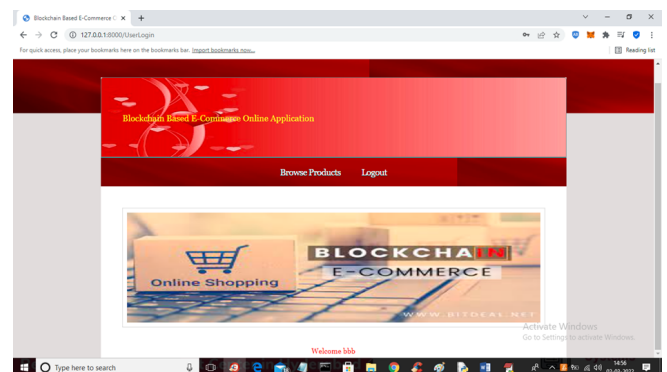 Blockchain Based E-Commerce O
127.0.0.1:8000/UserLogin
For quick access, place your bookmarks here on the bookmarks bar. Import bookmarks now...
Reading list
Blockchain Based E-Commerce Online Application
Browse Products Logout
BLOCKCHAIN
Online Shopping
E-COMMERCE
WWW.BITDEAL.NET
Activate Windows
Go to Settings to activate Windows.
Welcome bbb
Type here to search
14:56